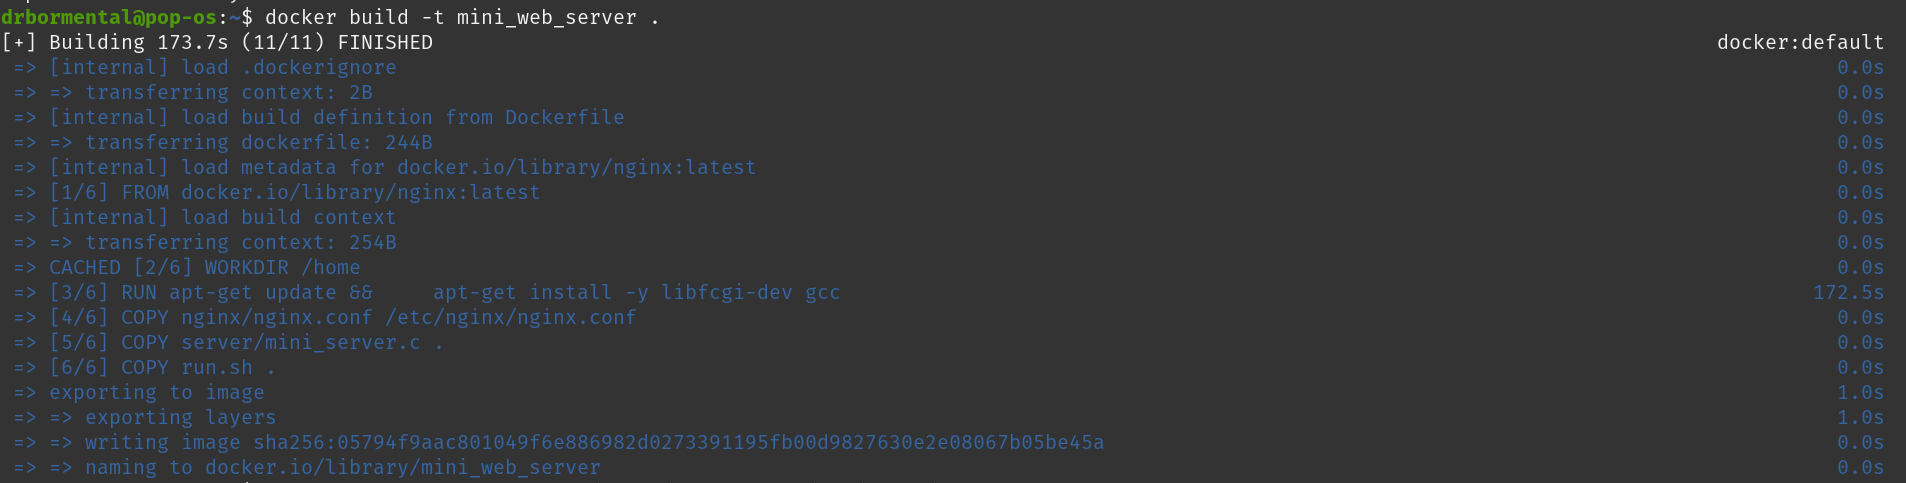 drbormental@pop-os:~$ docker build -t mini_web_server .
[+] Building 173.7s (11/11) FINISHED docker:default
=> [internal] load .dockerignore 0.0s
=> => transferring context: 2B 0.0s
=> [internal] load build definition from Dockerfile 0.0s
=> => transferring dockerfile: 244B 0.0s
=> [internal] load metadata for docker.io/library/nginx:latest 0.0s
=> [1/6] FROM docker.io/library/nginx:latest 0.0s
=> [internal] load build context 0.0s
=> => transferring context: 254B 0.0s
=> CACHED [2/6] WORKDIR /home 0.0s
=> [3/6] RUN apt-get update &&     apt-get install -y libfcgi-dev gcc 172.5s
=> [4/6] COPY nginx/nginx.conf /etc/nginx/nginx.conf 0.0s
=> [5/6] COPY server/mini_server.c . 0.0s
=> [6/6] COPY run.sh . 0.0s
=> exporting to image 1.0s
=> => exporting layers 1.0s
=> => writing image sha256:05794f9aac801049f6e886982d0273391195fb00d9827630e2e08067b05be45a 0.0s
=> => naming to docker.io/library/mini_web_server 0.0s